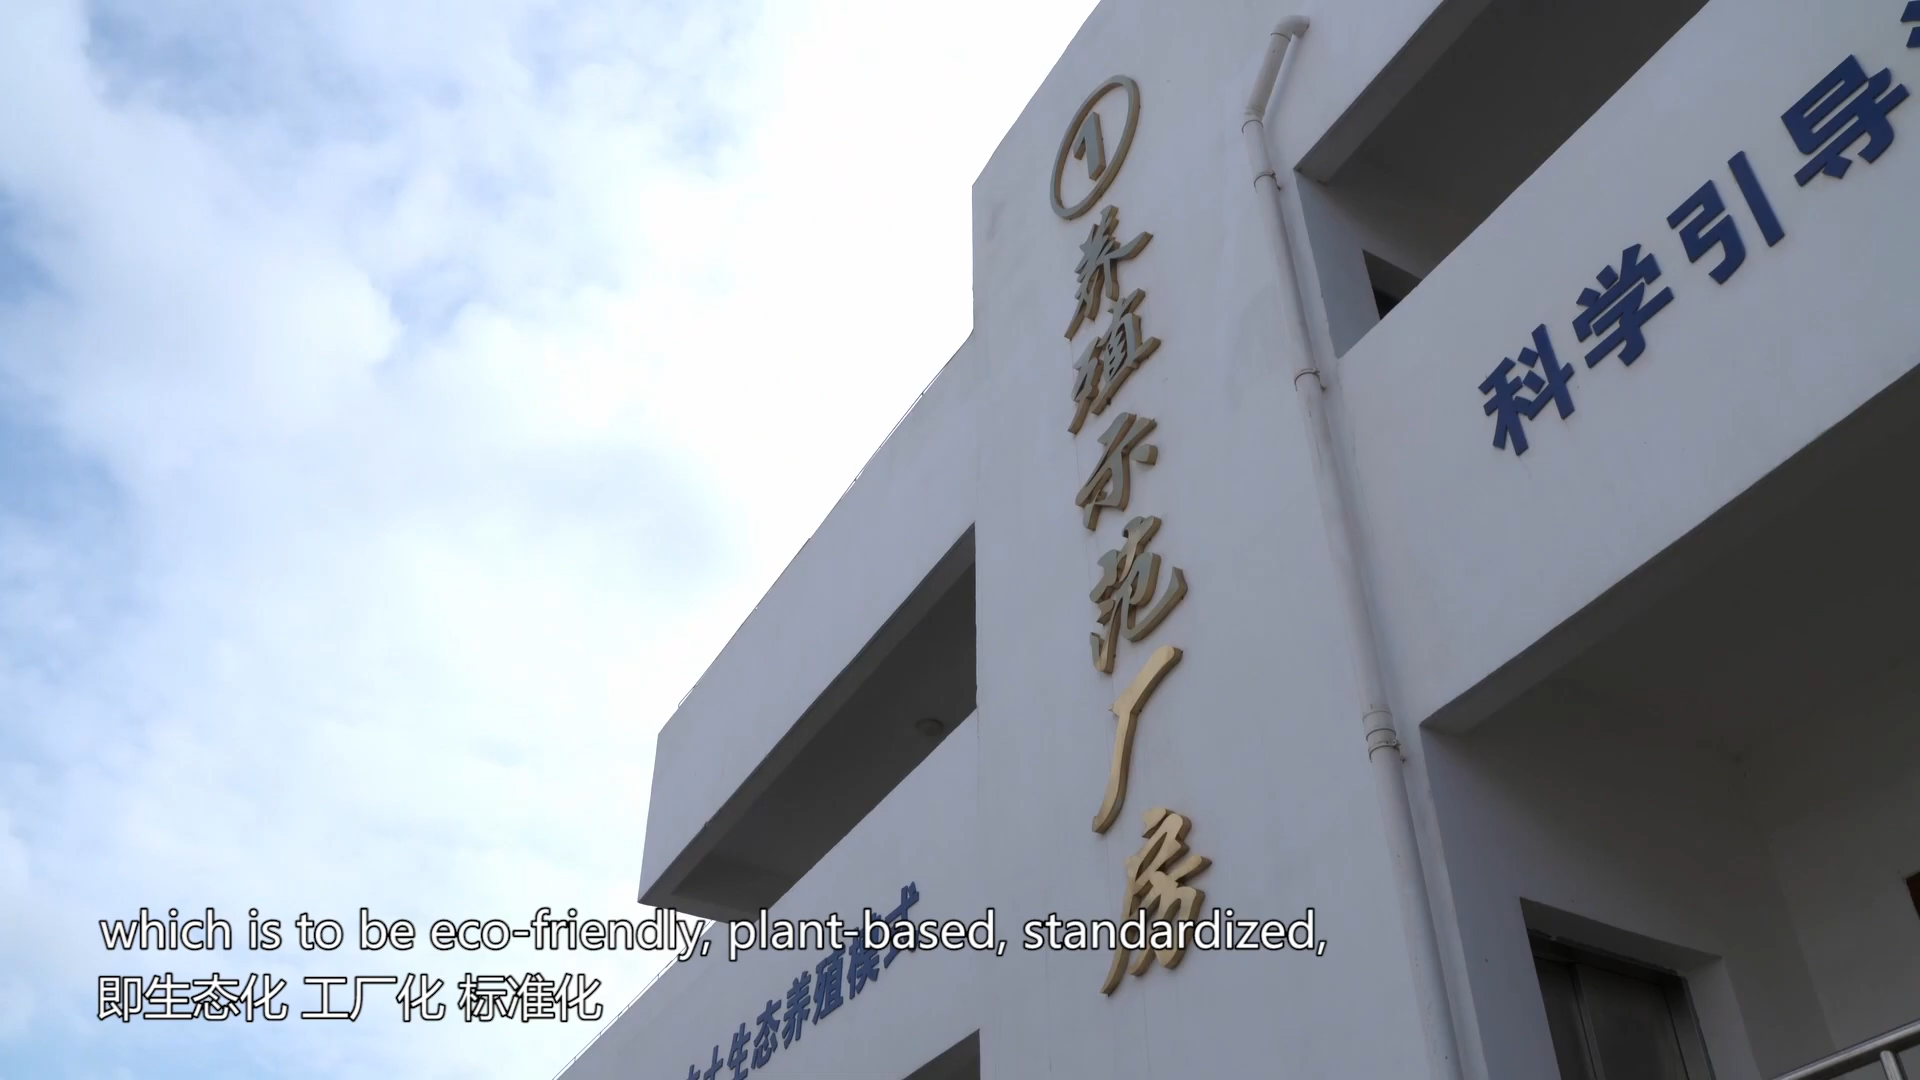 ①养殖示范厂房
科学引导
生态养殖模式
which is to be eco-friendly, plant-based, standardized,
即生态化 工厂化 标准化